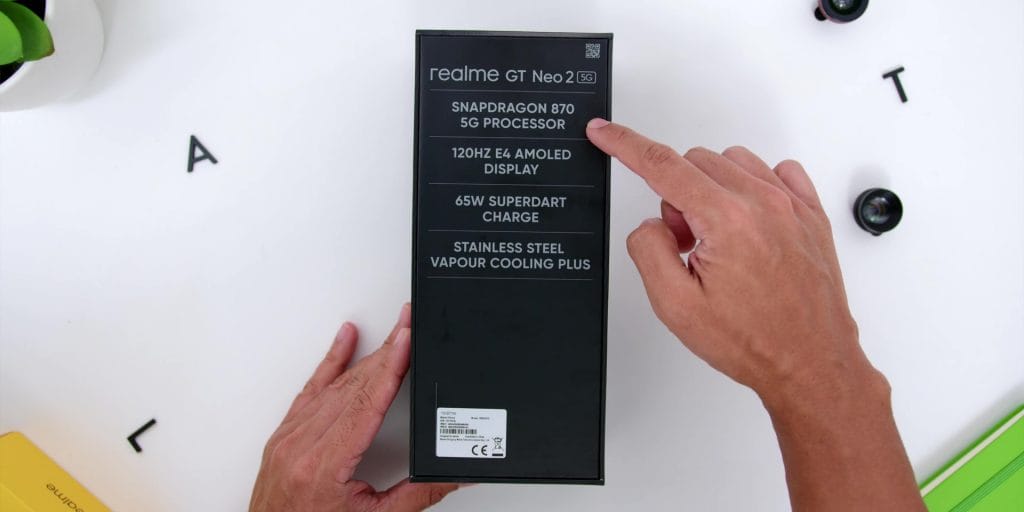 realme GT Neo 2 5G
SNAPDRAGON 870
5G PROCESSOR
120HZ E4 AMOLED
DISPLAY
65W SUPERDART
CHARGE
STAINLESS STEEL
VAPOUR COOLING PLUS
A
T
L
realme
CE